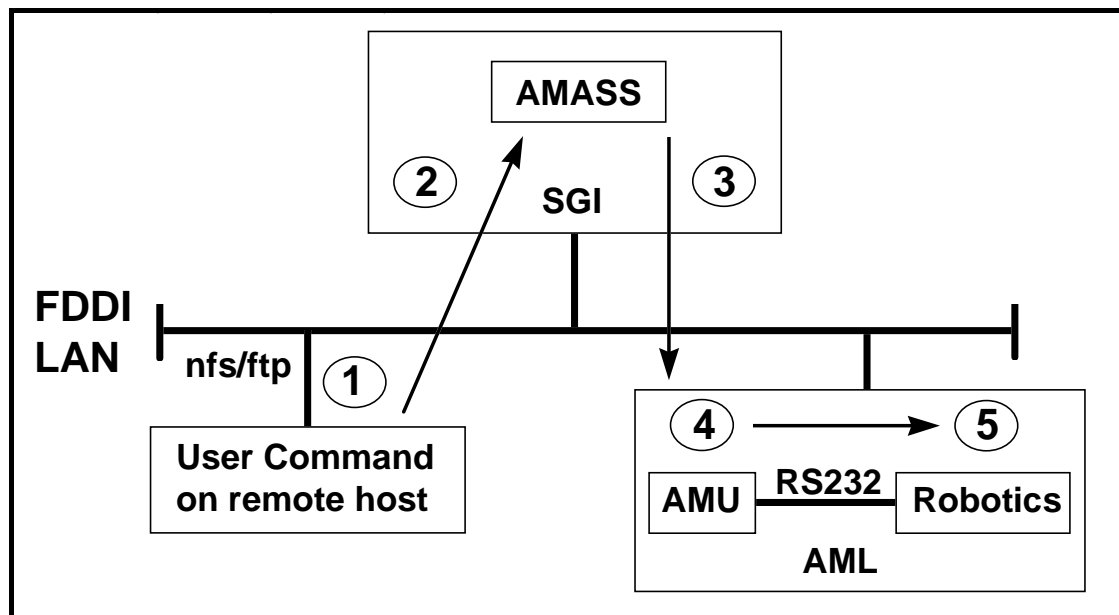 AMASS
2
3
SGI
FDDI
LAN
nfs/ftp
1
User Command
on remote host
4
5
AMU
RS232
Robotics
AML